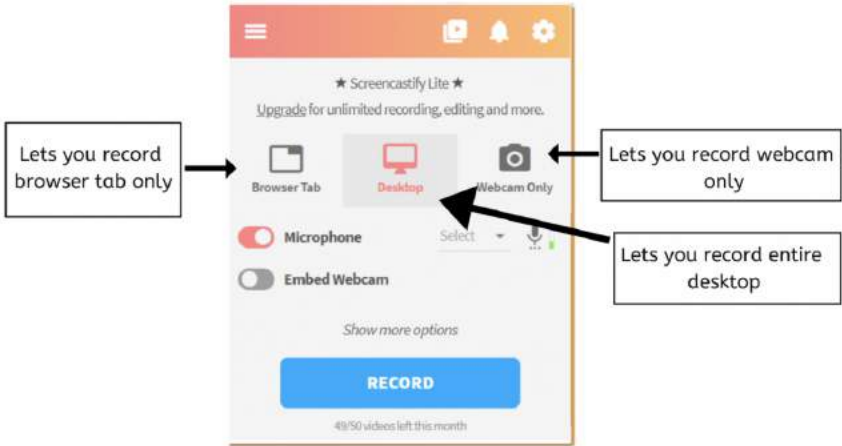 ★ Screencastify Lite ★
Upgrade for unlimited recording, editing and more.
Lets you record
browser tab only
Browser Tab
Desktop
Webcam Only
Lets you record webcam
only
Microphone
Select
Lets you record entire
desktop
Embed Webcam
Show more options
RECORD
49/50 videos left this month